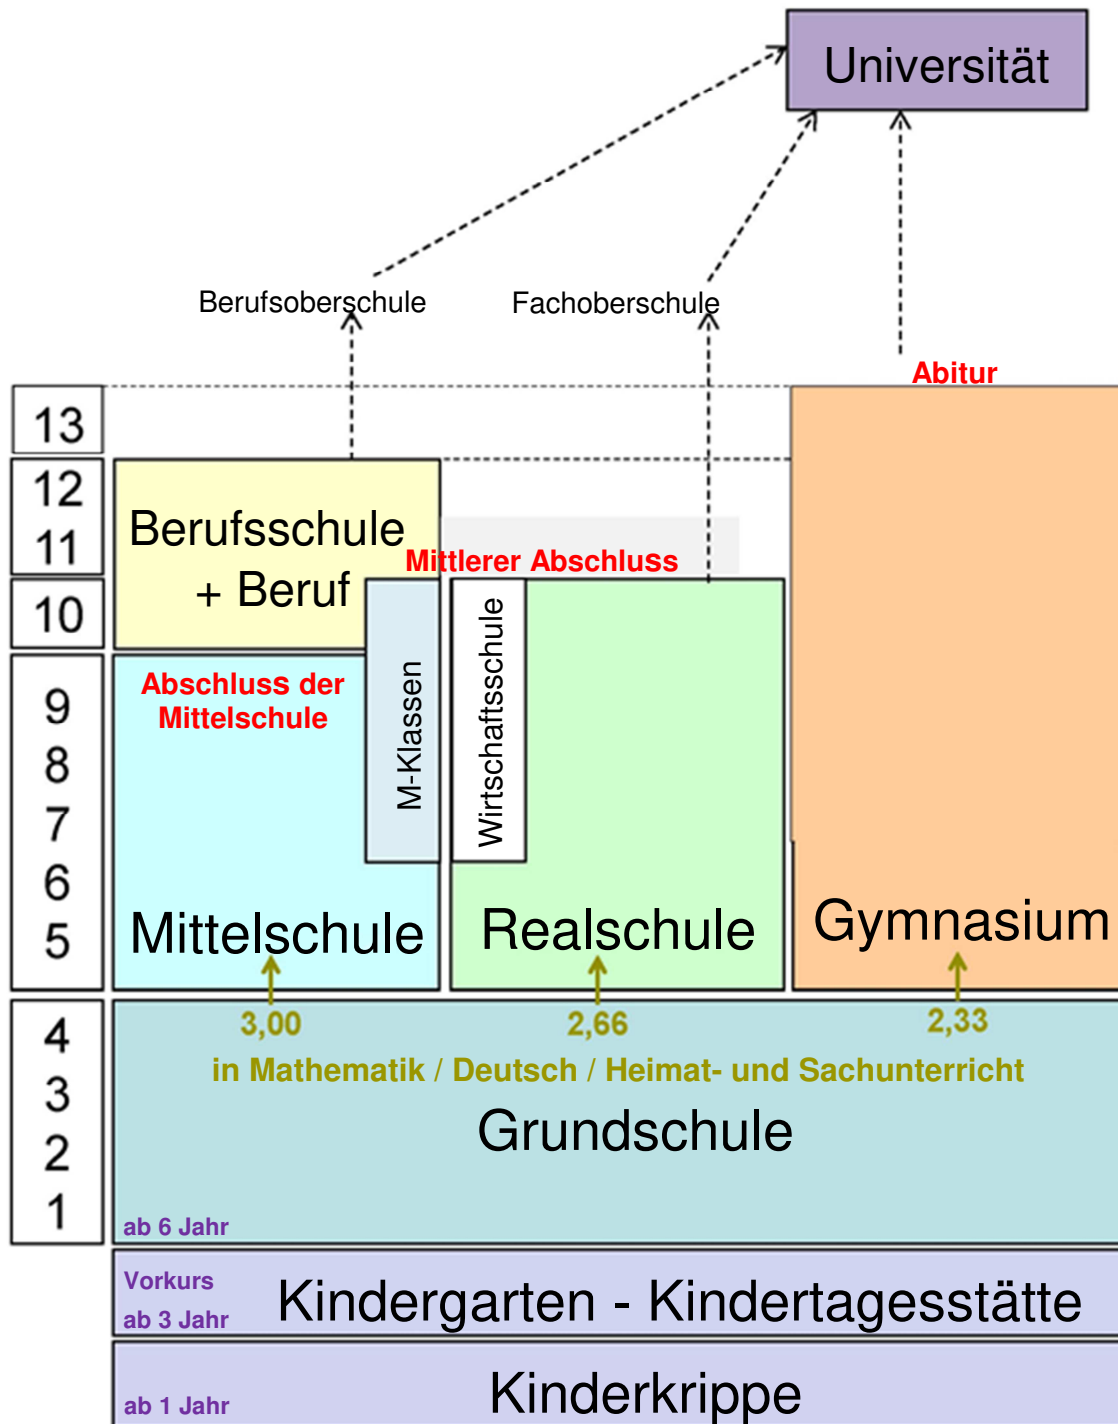 Universität
Berufsoberschule
Fachoberschule
Abitur
13
12
11
10
9
8
7
6
5
4
3
2
1
Berufsschule
+ Beruf
Mittlerer Abschluss
Abschluss der
Mittelschule
M-Klassen
Wirtschaftsschule
Mittelschule
Realschule
Gymnasium
3,00
2,66
2,33
in Mathematik / Deutsch / Heimat- und Sachunterricht
Grundschule
ab 6 Jahr
Vorkurs
ab 3 Jahr
Kindergarten - Kindertagesstätte
ab 1 Jahr
Kinderkrippe